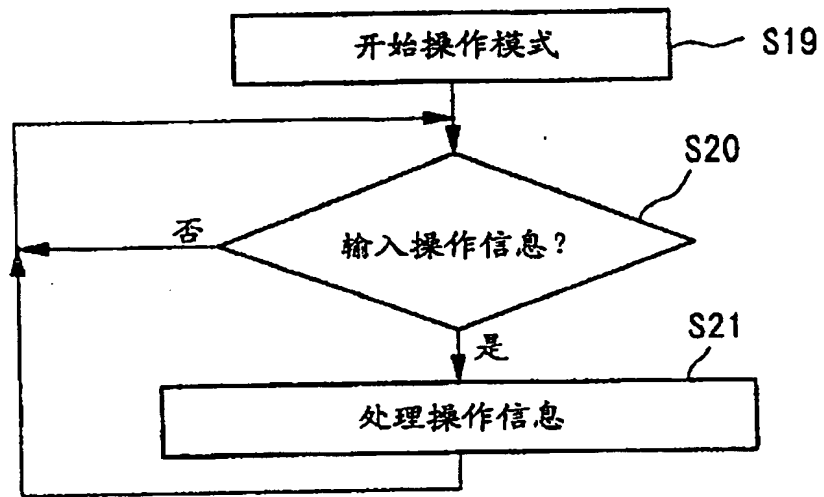 开始操作模式
S19
S20
输入操作信息?
否
是
S21
处理操作信息